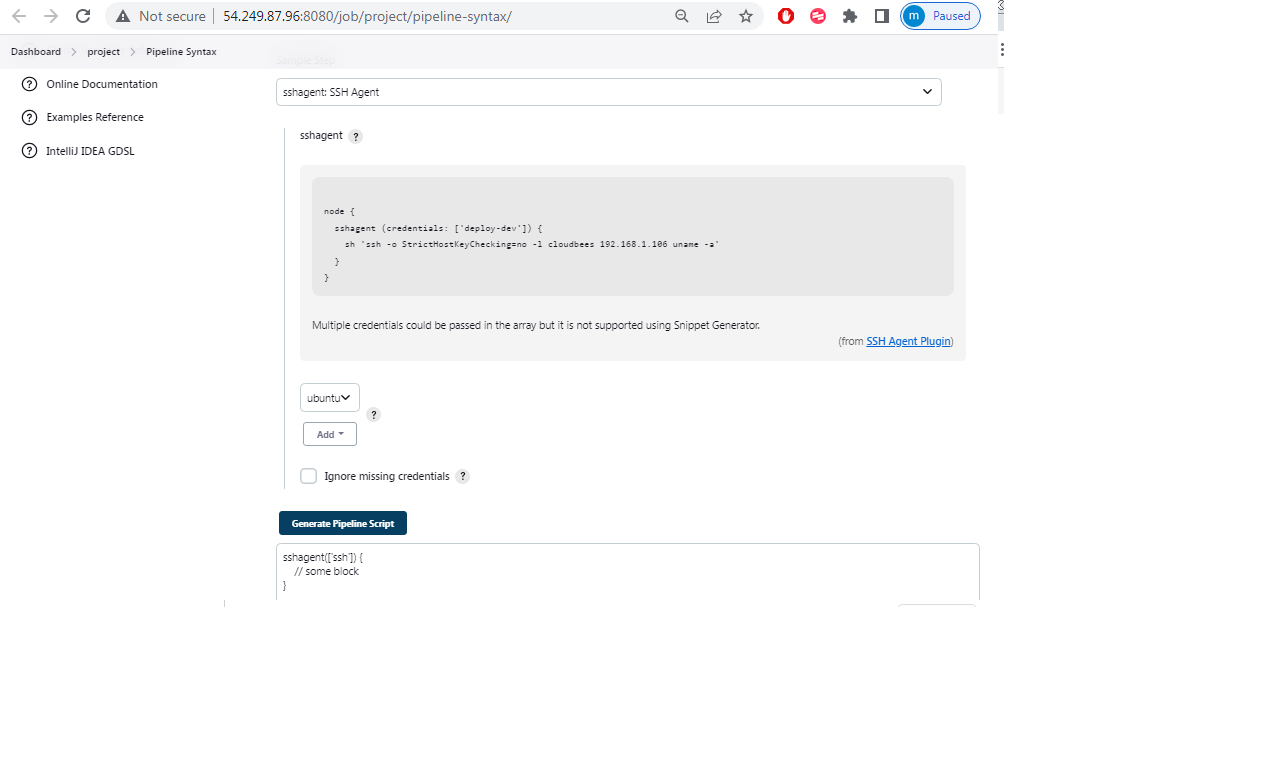 Not secure | 54.249.87.96:8080/job/project/pipeline-syntax/
m Paused
Dashboard > project > Pipeline Syntax
Sample Step
? Online Documentation
? Examples Reference
? IntelliJ IDEA GDSL
sshagent: SSH Agent
sshagent ?
node {
sshagent (credentials: ['deploy-dev']) {
sh 'ssh -o StrictHostKeyChecking=no -l cloudbees 192.168.1.106 uname -a'
}
}
Multiple credentials could be passed in the array but it is not supported using Snippet Generator.
(from SSH Agent Plugin)
ubuntu
?
Add
Ignore missing credentials ?
Generate Pipeline Script
sshagent(['ssh']) {
// some block
}